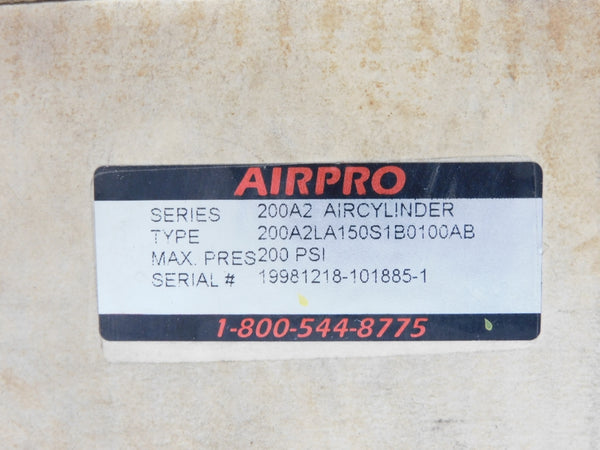 AIRPRO
SERIES 200A2 AIRCYLINDER
TYPE 200A2LA150S1B0100AB
MAX. PRES 200 PSI
SERIAL # 19981218-101885-1
1-800-544-8775